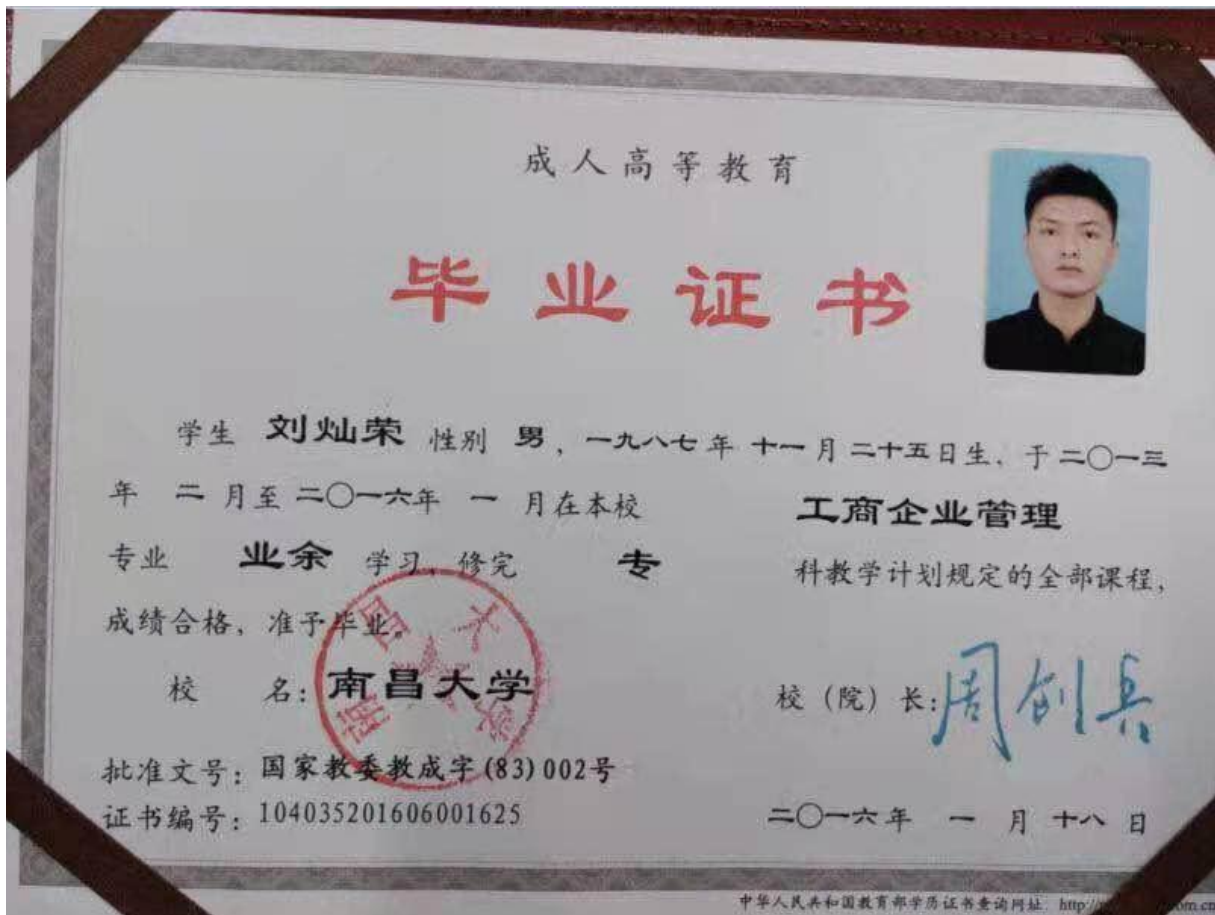 成人高等教育
毕业证书
学生 刘灿荣 性别 男，一九八七年 十一月 二十五日生，于二〇一三
年 二 月至 二〇一六年 一 月在本校 工商企业管理
专业 业余 学习，修完 专 科教学计划规定的全部课程，
成绩合格，准予毕业。
南昌大学
校 名：南昌大学 校（院）长：周创兵
批准文号：国家教委教成字(83)002号
证书编号：104035201606001625 二〇一六年 一 月 十八 日
中华人民共和国教育部学历证书查询网址：http://